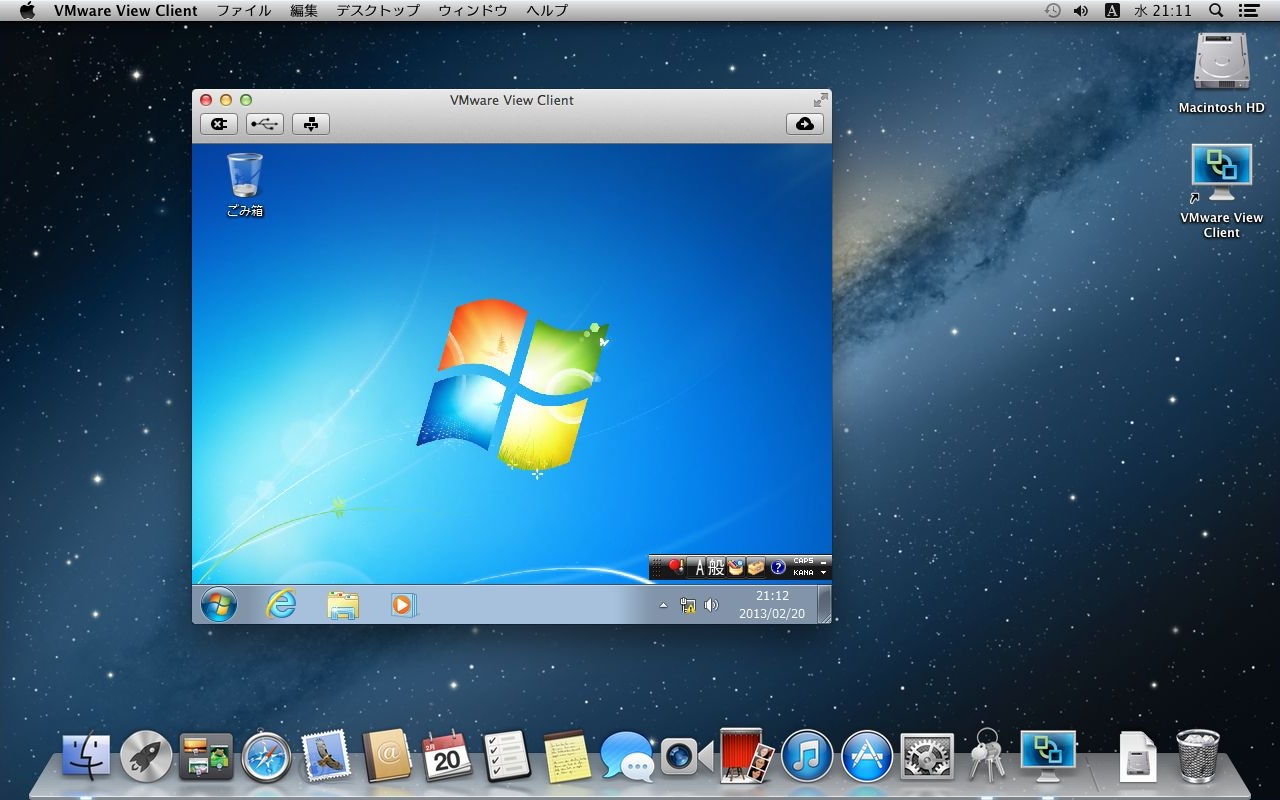 VMware View Client ファイル 編集 デスクトップ ウィンドウ ヘルプ A 水 21:11
Macintosh HD
VMware View Client
VMware View Client
ごみ箱
A 般 ? CAPS
KANA
21:12
2013/02/20
2月
20